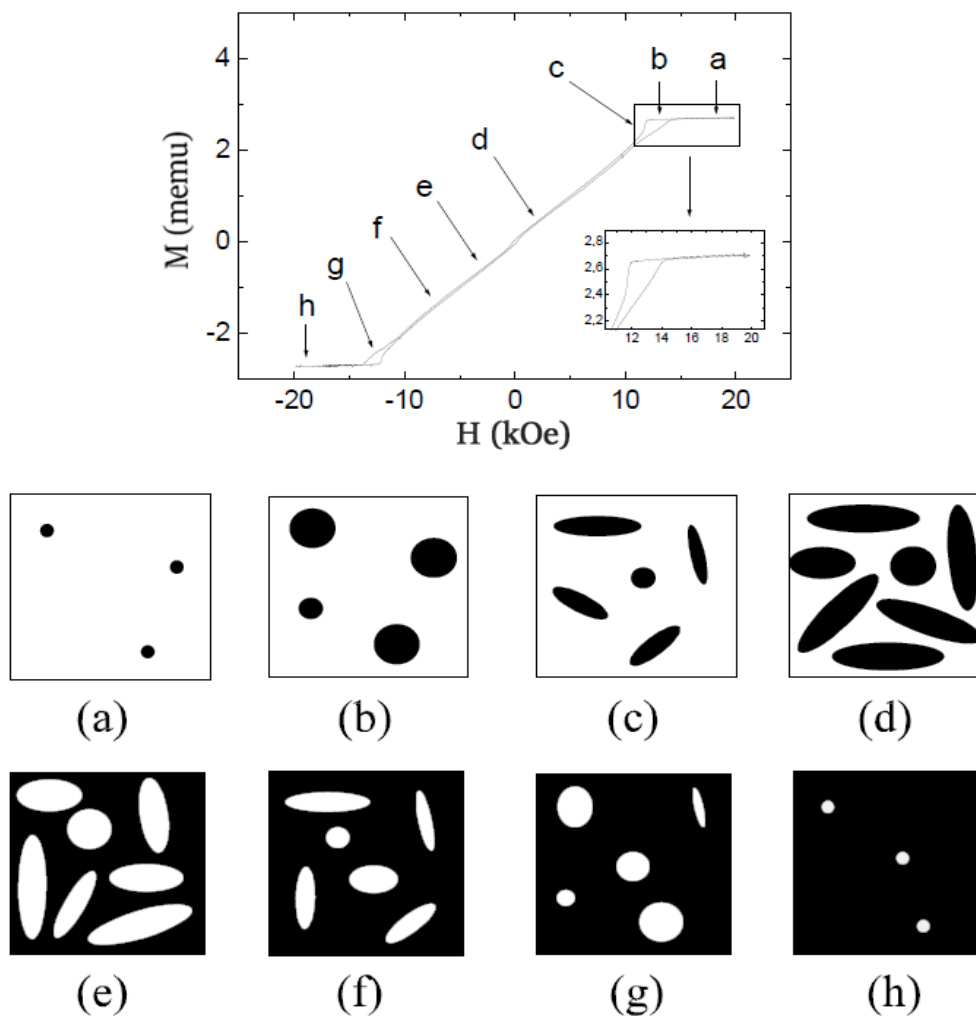 4
2
0
-2
M (memu)
a
b
c
d
e
f
g
h
2,8
2,6
2,4
2,2
12 14 16 18 20
-20 -10 0 10 20
H (kOe)
(a) (b) (c) (d)
(e) (f) (g) (h)